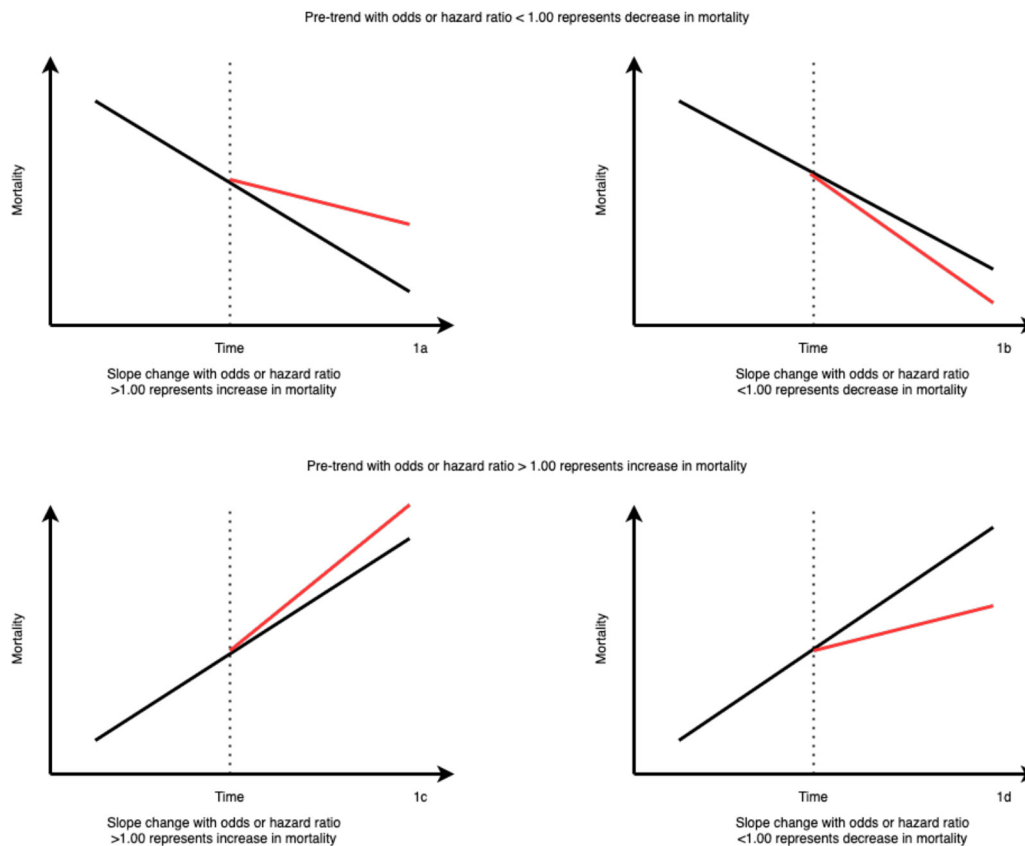 Pre-trend with odds or hazard ratio < 1.00 represents decrease in mortality
Mortality
Time
1a
Slope change with odds or hazard ratio
>1.00 represents increase in mortality
Mortality
Time
1b
Slope change with odds or hazard ratio
<1.00 represents decrease in mortality
Pre-trend with odds or hazard ratio > 1.00 represents increase in mortality
Mortality
Time
1c
Slope change with odds or hazard ratio
>1.00 represents increase in mortality
Mortality
Time
1d
Slope change with odds or hazard ratio
<1.00 represents decrease in mortality